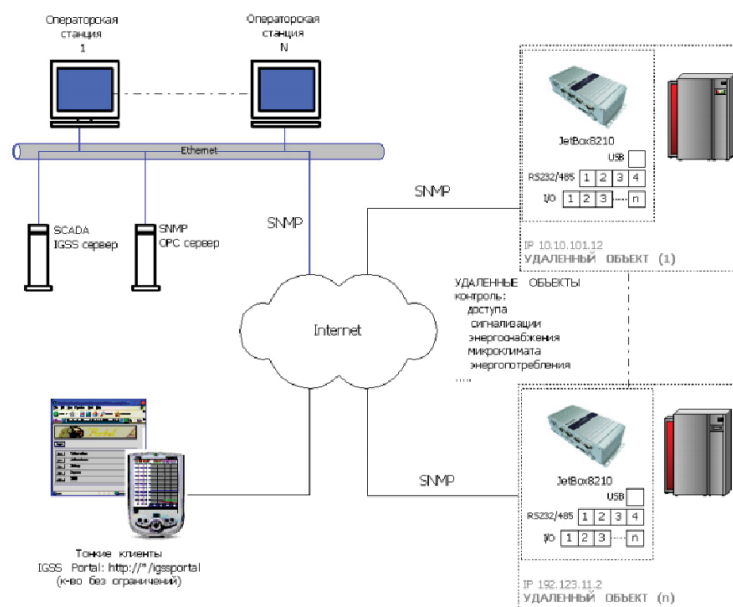 Операторская
станция
1
Операторская
станция
N
Ethernet
SCADA
IGSS сервер
SNMP
OPC сервер
SNMP
SNMP
Internet
JetBox8210
USB
RS232/485 1 2 3 4
I/O 1 2 3 n
IP 10.10.101.12
УДАЛЕННЫЙ ОБЪЕКТ (1)
УДАЛЕННЫЕ ОБЪЕКТЫ
контроль:
доступа
сигнализации
энергоснабжения
микроклимата
энергопотребления
.....
SNMP
JetBox8210
USB
RS232/485 1 2 3 4
I/O 1 2 3 n
IP 192.123.11.2
УДАЛЕННЫЙ ОБЪЕКТ (n)
Тонкие клиенты
IGSS Portal: http://*/igssportal
(к-во без ограничений)